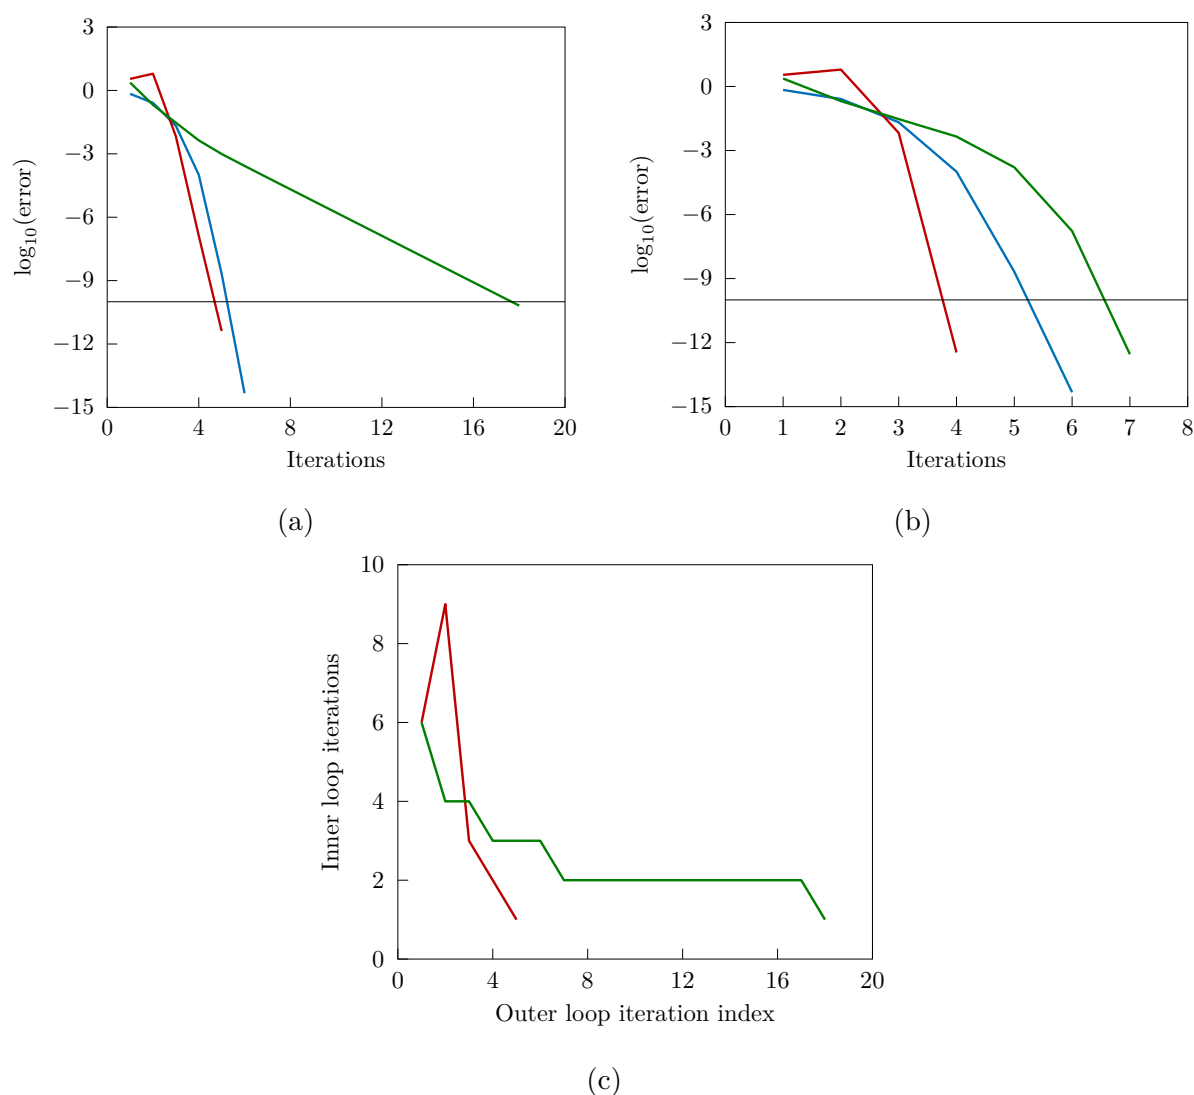 3
0
−3
−6
−9
−12
−15
log10(error)
0 4 8 12 16 20
Iterations
(a)
3
0
−3
−6
−9
−12
−15
log10(error)
0 1 2 3 4 5 6 7 8
Iterations
(b)
10
8
6
4
2
0
Inner loop iterations
0 4 8 12 16 20
Outer loop iteration index
(c)